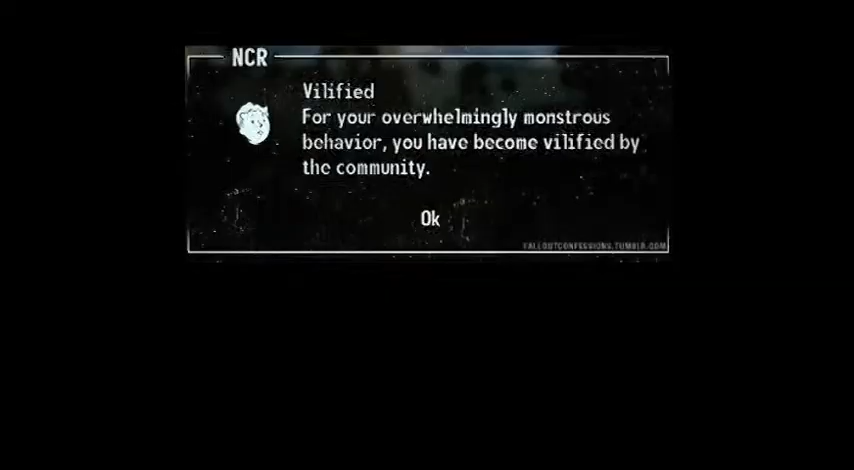 NCR
Vilified
For your overwhelmingly monstrous
behavior, you have become vilified by
the community.
Ok
FALLOUTCONFESSIONS.TUMBLR.COM